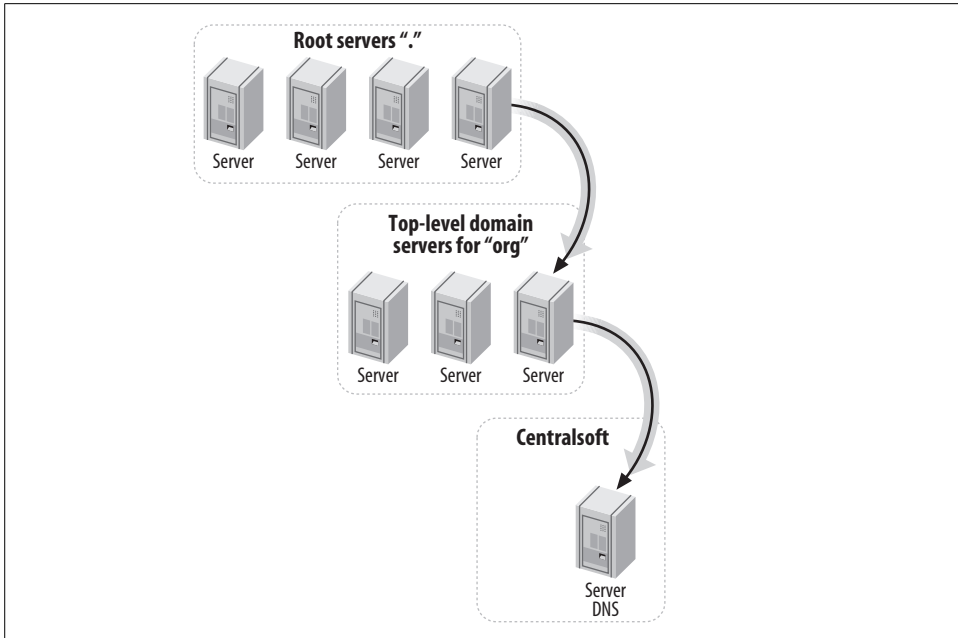 Root servers “.”
Server
Server
Server
Server
Top-level domain
servers for “org”
Server
Server
Server
Centralsoft
Server
DNS